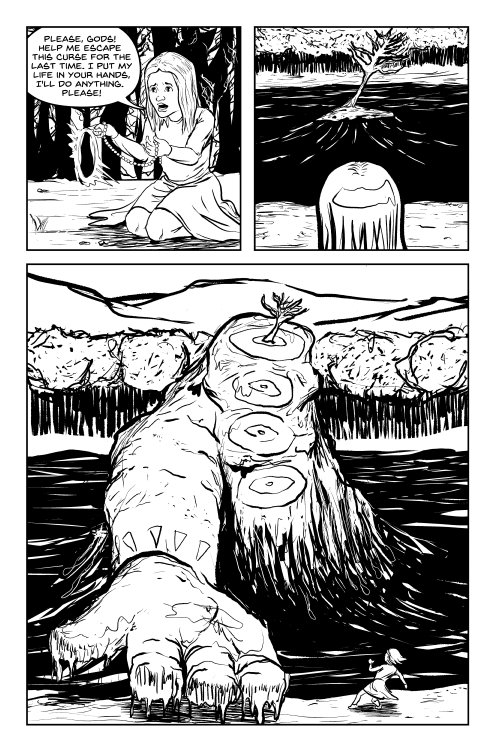 PLEASE, GODS!
HELP ME ESCAPE
THIS CURSE FOR THE
LAST TIME. I PUT MY
LIFE IN YOUR HANDS,
I'LL DO ANYTHING.
PLEASE!